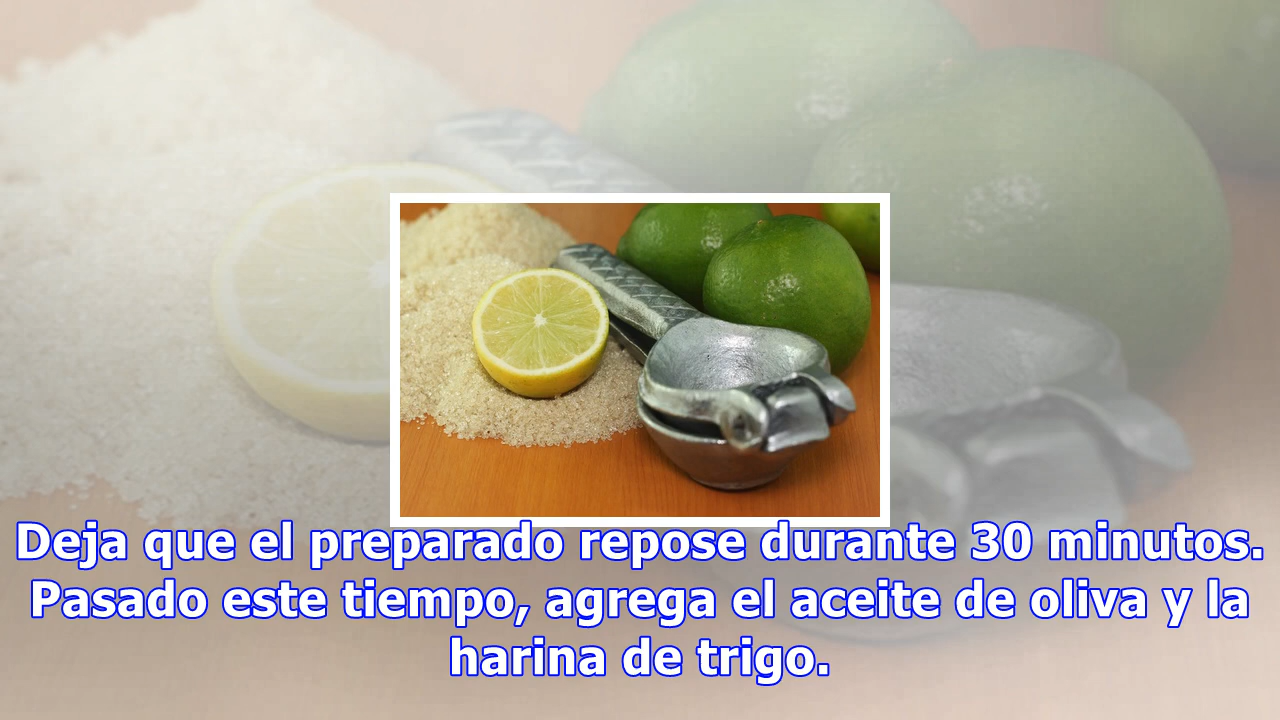 Deja que el preparado repose durante 30 minutos.
Pasado este tiempo, agrega el aceite de oliva y la
harina de trigo.